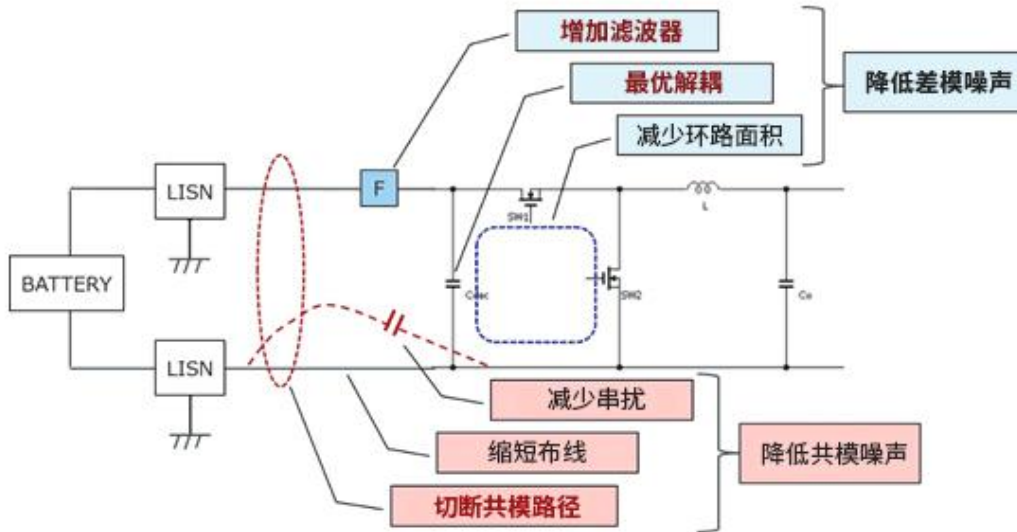 增加滤波器
最优解耦
减少环路面积
降低差模噪声
LISN
F
SW1
L
BATTERY
Cdec
SW2
Co
LISN
减少串扰
缩短布线
切断共模路径
降低共模噪声